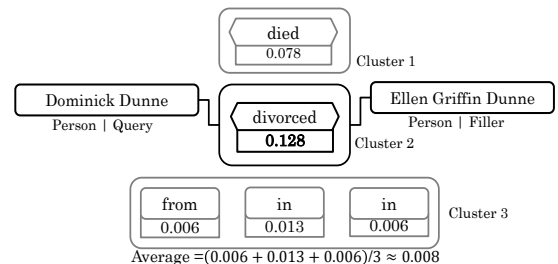 died
0.078
Cluster 1
Dominick Dunne
Person | Query
divorced
0.128
Cluster 2
Ellen Griffin Dunne
Person | Filler
from
0.006
in
0.013
in
0.006
Cluster 3
Average =(0.006 + 0.013 + 0.006)/3 ≈ 0.008